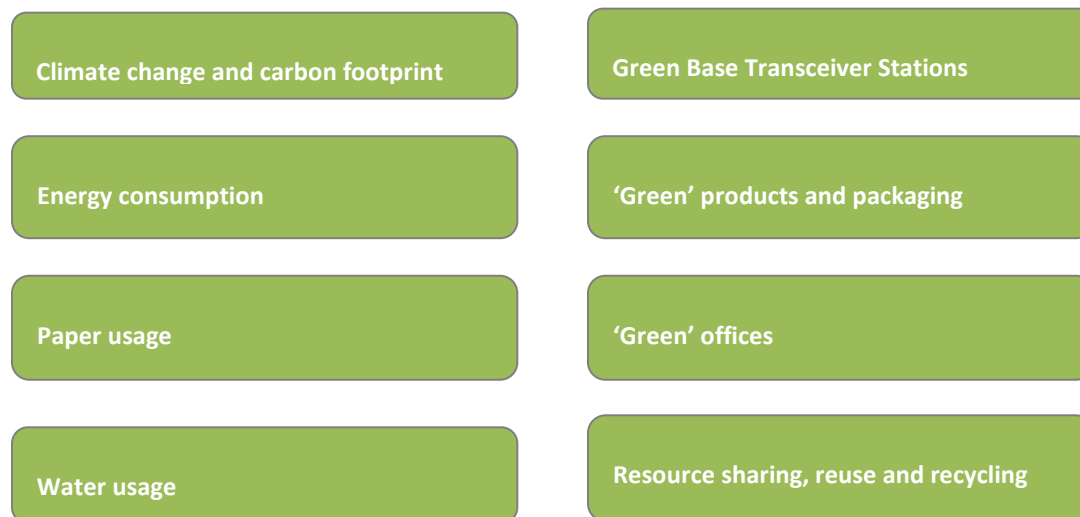 Climate change and carbon footprint
Green Base Transceiver Stations
Energy consumption
‘Green’ products and packaging
Paper usage
‘Green’ offices
Water usage
Resource sharing, reuse and recycling